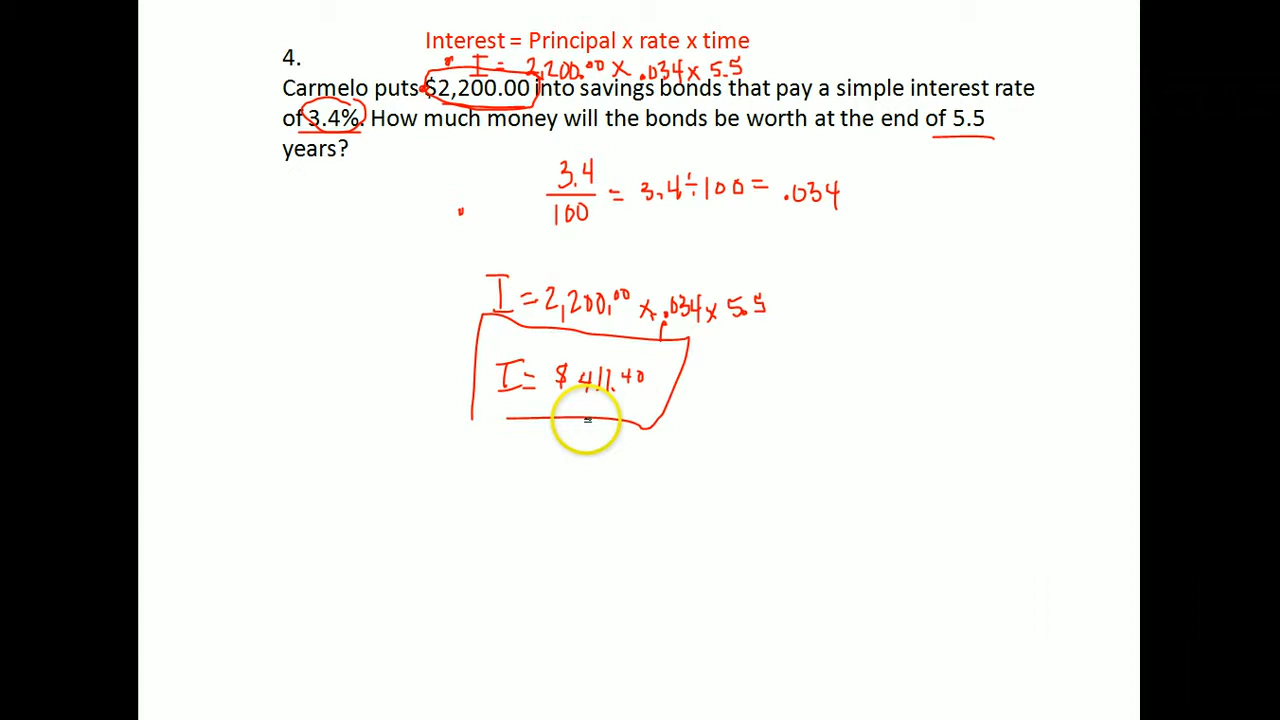 Interest = Principal x rate x time
4.
I = 2,200.00 x .034 x 5.5
Carmelo puts $2,200.00 into savings bonds that pay a simple interest rate
of 3.4%. How much money will the bonds be worth at the end of 5.5
years?
3.4
100
= 3.4 ÷ 100 = .034
I = 2,200.00 x .034 x 5.5
I = $ 411.40